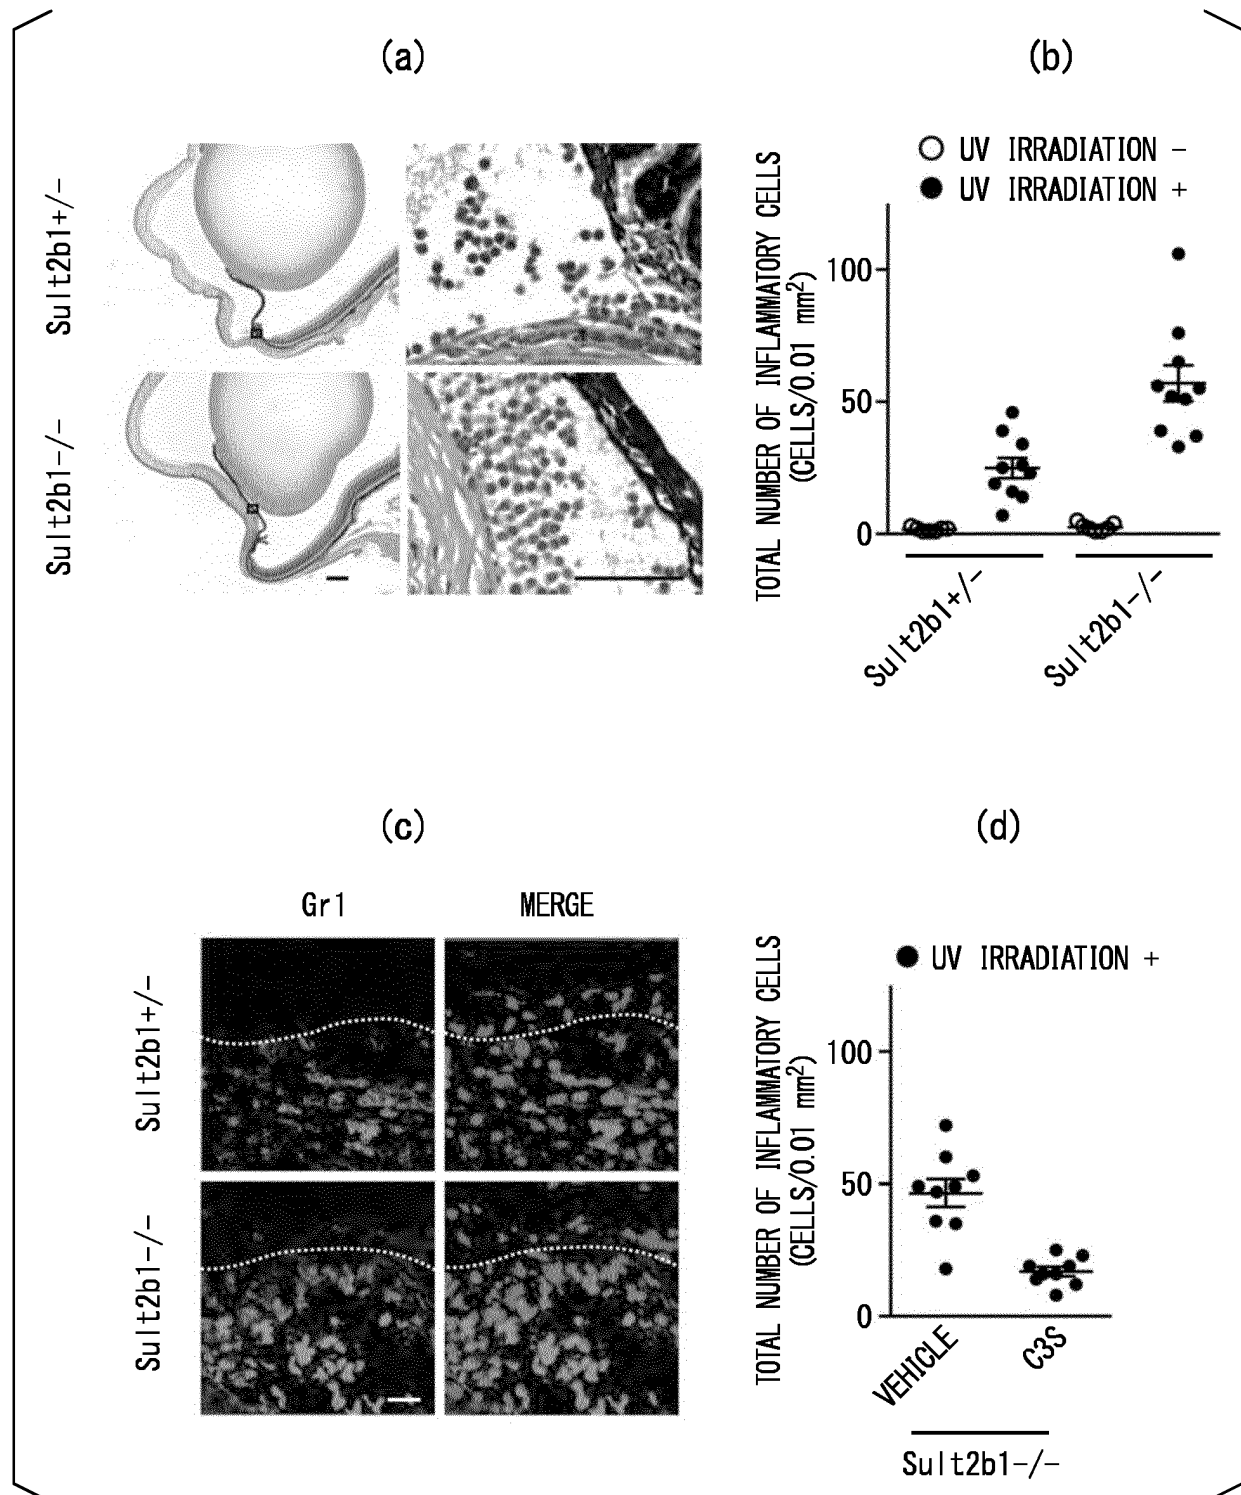 (a)
Sult2b1+/−
Sult2b1−/−
(b)
○ UV IRRADIATION −
● UV IRRADIATION +
TOTAL NUMBER OF INFLAMMATORY CELLS
(CELLS/0.01 mm²)
100
50
0
Sult2b1+/−
Sult2b1−/−
(c)
Gr1 MERGE
Sult2b1+/−
Sult2b1−/−
(d)
● UV IRRADIATION +
TOTAL NUMBER OF INFLAMMATORY CELLS
(CELLS/0.01 mm²)
100
50
0
VEHICLE C3S
Sult2b1−/−